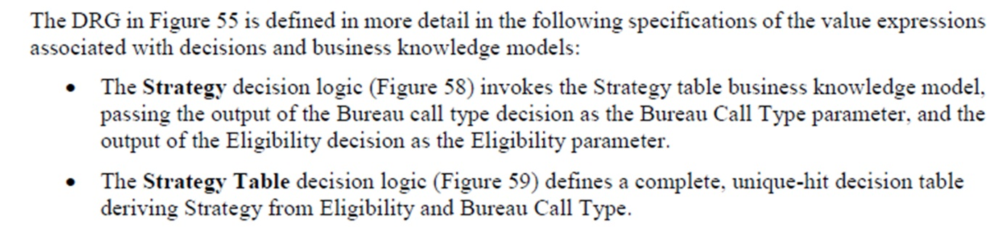 The DRG in Figure 55 is defined in more detail in the following specifications of the value expressions
associated with decisions and business knowledge models:
• The Strategy decision logic (Figure 58) invokes the Strategy table business knowledge model,
passing the output of the Bureau call type decision as the Bureau Call Type parameter, and the
output of the Eligibility decision as the Eligibility parameter.
• The Strategy Table decision logic (Figure 59) defines a complete, unique-hit decision table
deriving Strategy from Eligibility and Bureau Call Type.